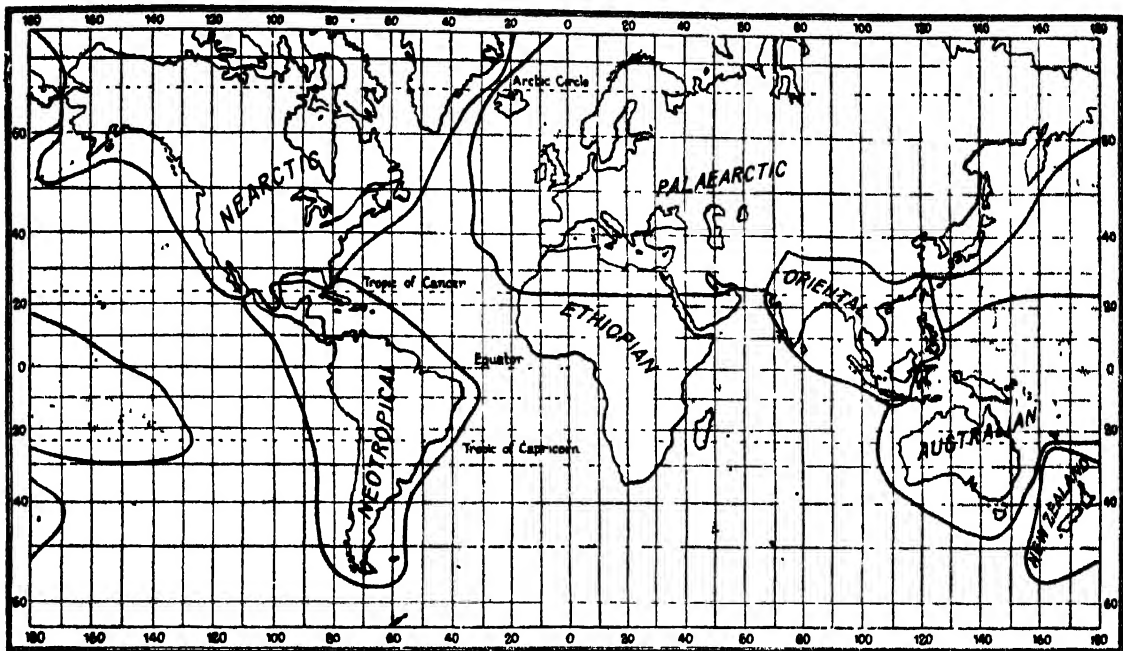 180 160 140 120 100 80 60 40 20 0 20 40 60 80 100 120 140 160 180
Arctic Circle
60 60
NEARCTIC
PALAEARCTIC
40 40
Tropic of Cancer
ORIENTAL
20 20
ETHIOPIAN
Equator
0 0
NEOTROPICAL
AUSTRALIAN
20 20
Tropic of Capricorn
NEW ZEALAND
40 40
60 60
180 160 140 120 100 80 60 40 20 0 20 40 60 80 100 120 140 160 180